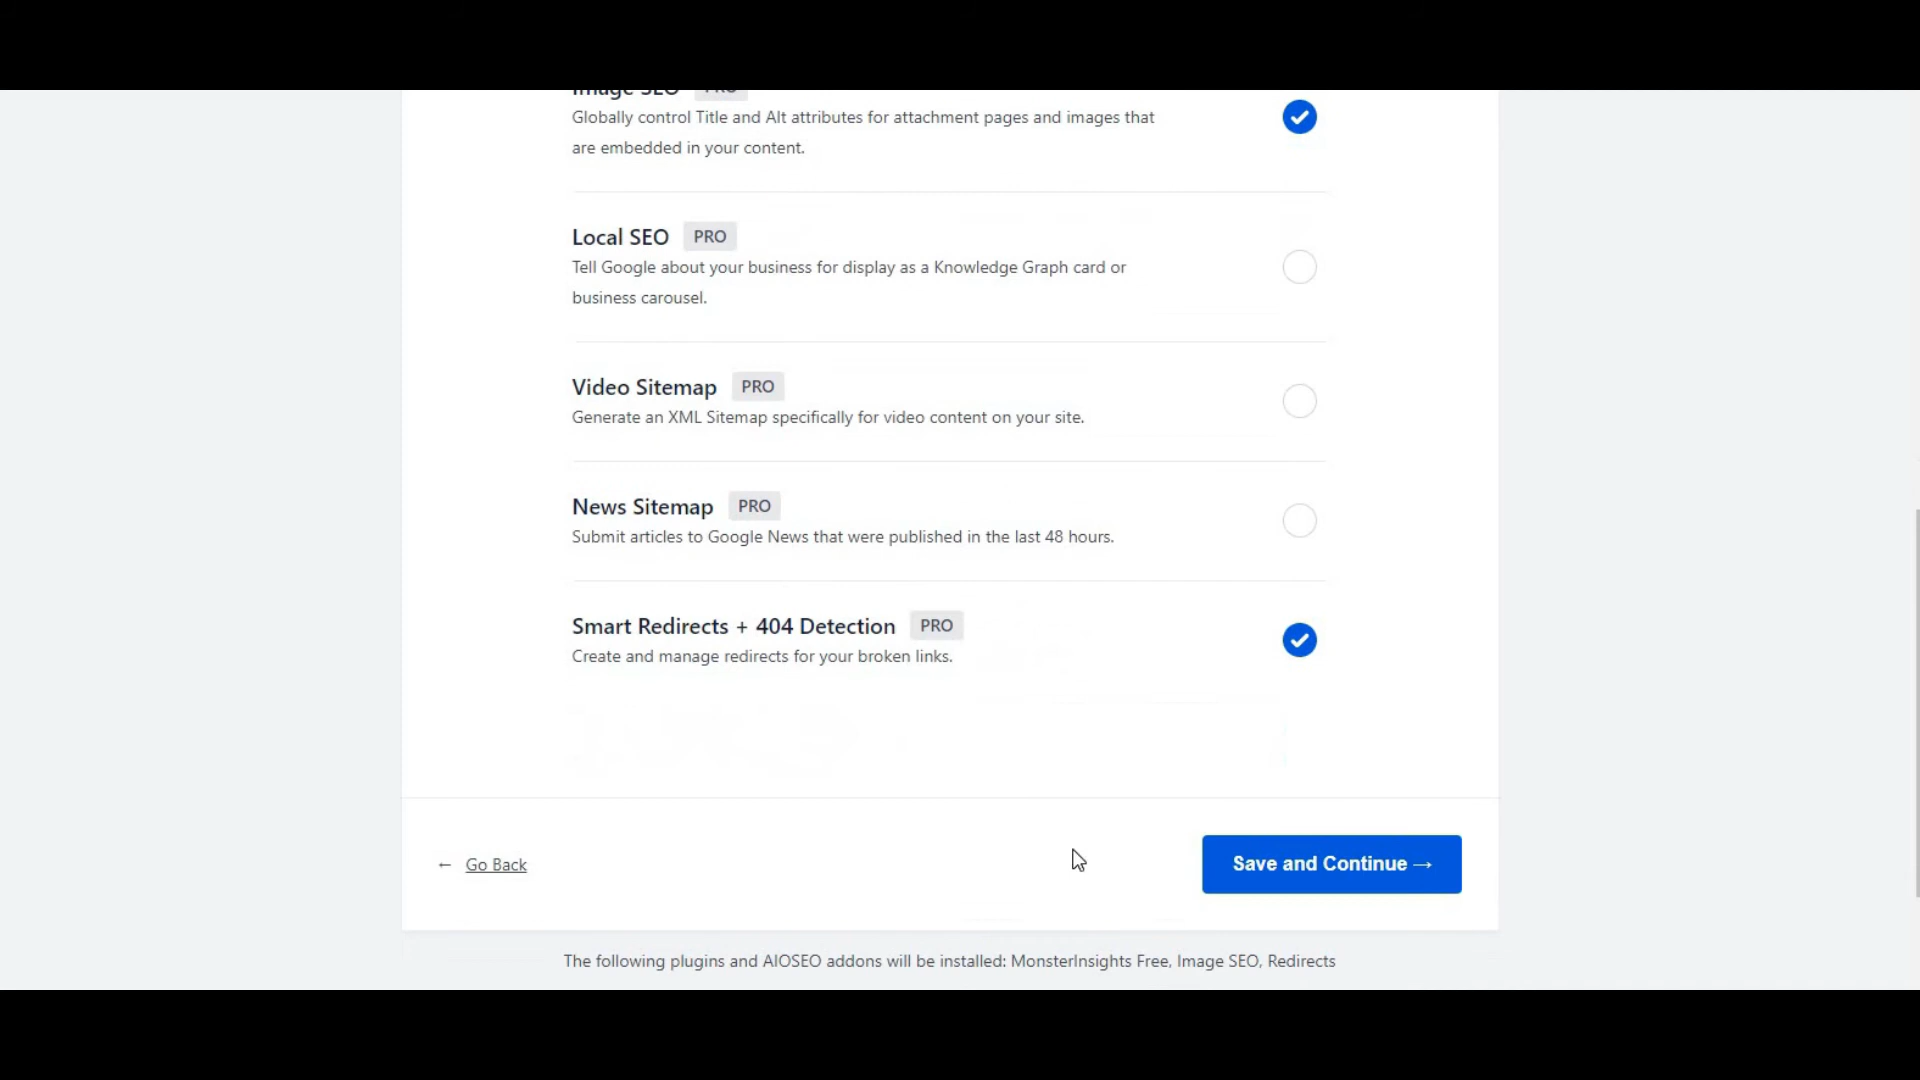 Image SEO PRO
Globally control Title and Alt attributes for attachment pages and images that
are embedded in your content.
Local SEO PRO
Tell Google about your business for display as a Knowledge Graph card or
business carousel.
Video Sitemap PRO
Generate an XML Sitemap specifically for video content on your site.
News Sitemap PRO
Submit articles to Google News that were published in the last 48 hours.
Smart Redirects + 404 Detection PRO
Create and manage redirects for your broken links.
← Go Back
Save and Continue →
The following plugins and AIOSEO addons will be installed: MonsterInsights Free, Image SEO, Redirects